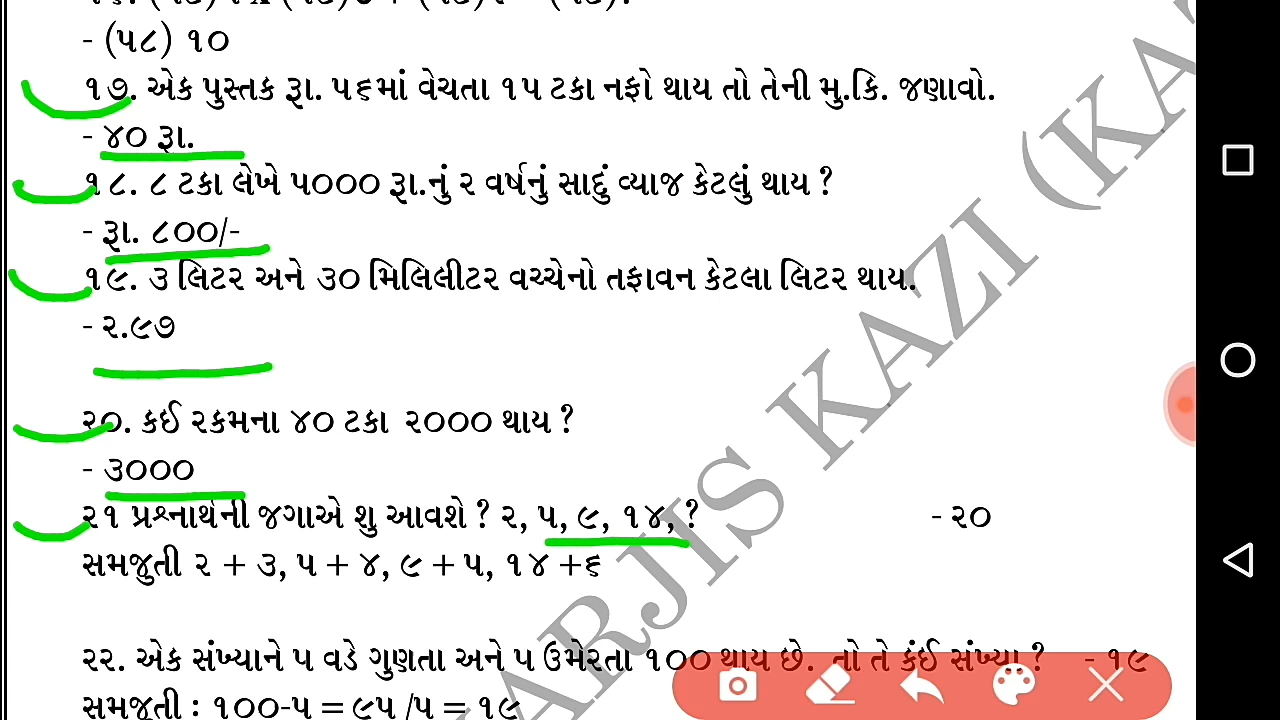 - (૫૮) ૧૦
૧૭. એક પુસ્તક રૂા. ૫૬માં વેચતા ૧૫ ટકા નફો થાય તો તેની મુ.કિ. જણાવો.
- ૪૦ રૂા.
૧૮. ૮ ટકા લેખે ૫૦૦૦ રૂા.નું ૨ વર્ષનું સાદું વ્યાજ કેટલું થાય ?
- રૂા. ૮૦૦/-
૧૯. ૩ લિટર અને ૩૦ મિલિલીટર વચ્ચેનો તફાવન કેટલા લિટર થાય.
- ૨.૯૭
૨૦. કઈ રકમના ૪૦ ટકા ૨૦૦૦ થાય ?
- ૩૦૦૦
૨૧ પ્રશ્નાર્થની જગાએ શુ આવશે ? ૨, ૫, ૯, ૧૪, ? - ૨૦
સમજુતી ૨ + ૩, ૫ + ૪, ૯ + ૫, ૧૪ +૬
૨૨. એક સંખ્યાને ૫ વડે ગુણતા અને ૫ ઉમેરતા ૧૦૦ થાય છે. તો તે કંઈ સંખ્યા ? - ૧૯
સમજુતી : ૧૦૦-૫ = ૯૫ /૫ = ૧૯
ARJIS KAZI (KAZ